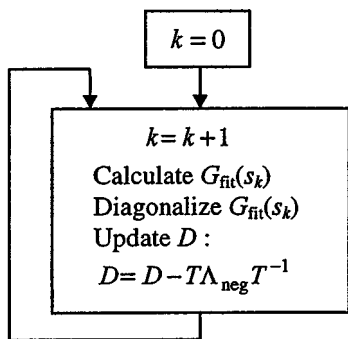 k = 0
k = k + 1
Calculate G_fit(s_k)
Diagonalize G_fit(s_k)
Update D :
D = D − TΛ_neg T⁻¹